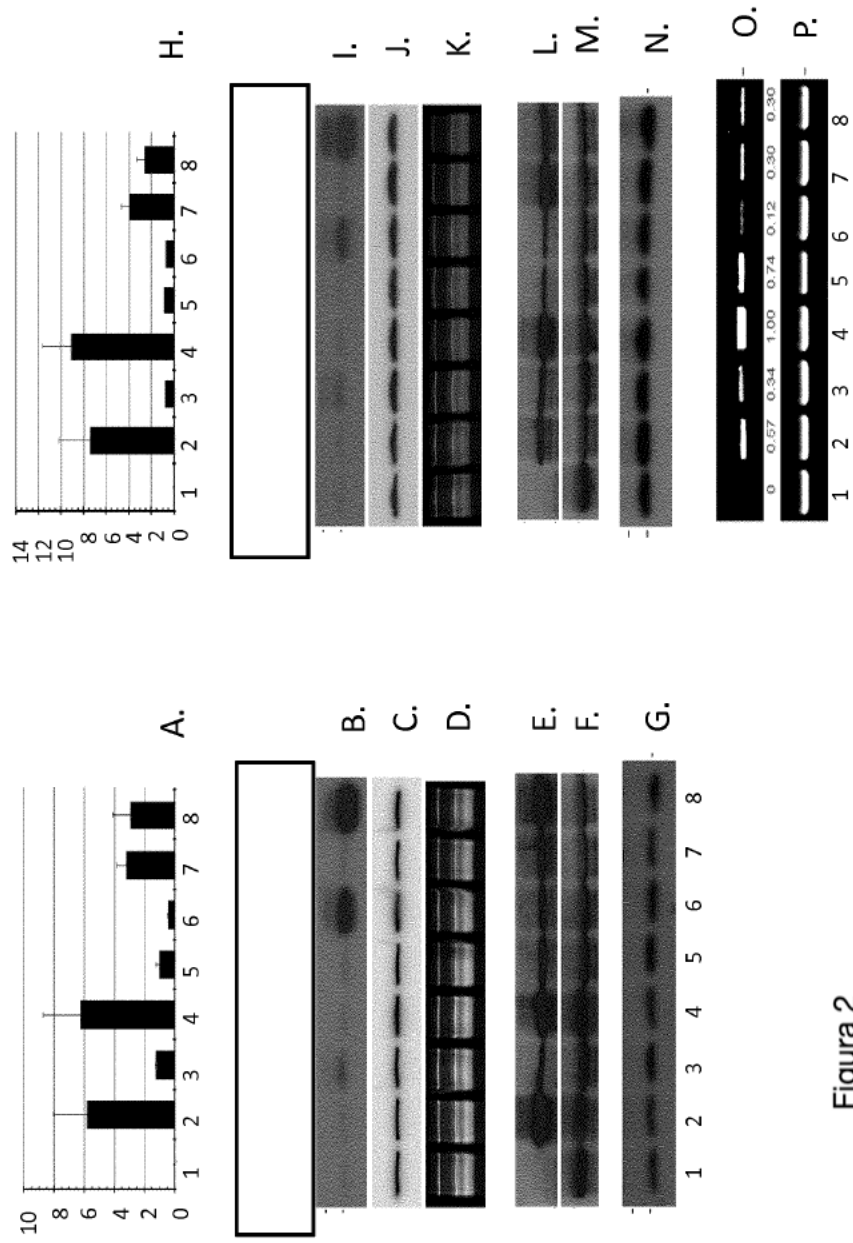 10
8
6
4
2
0
1 2 3 4 5 6 7 8
A.
B.
C.
D.
E.
F.
G.
1 2 3 4 5 6 7 8
14
12
10
8
6
4
2
0
1 2 3 4 5 6 7 8
H.
I.
J.
K.
L.
M.
N.
O.
0 0.57 0.34 1.00 0.74 0.12 0.30 0.30
P.
1 2 3 4 5 6 7 8
Figura 2